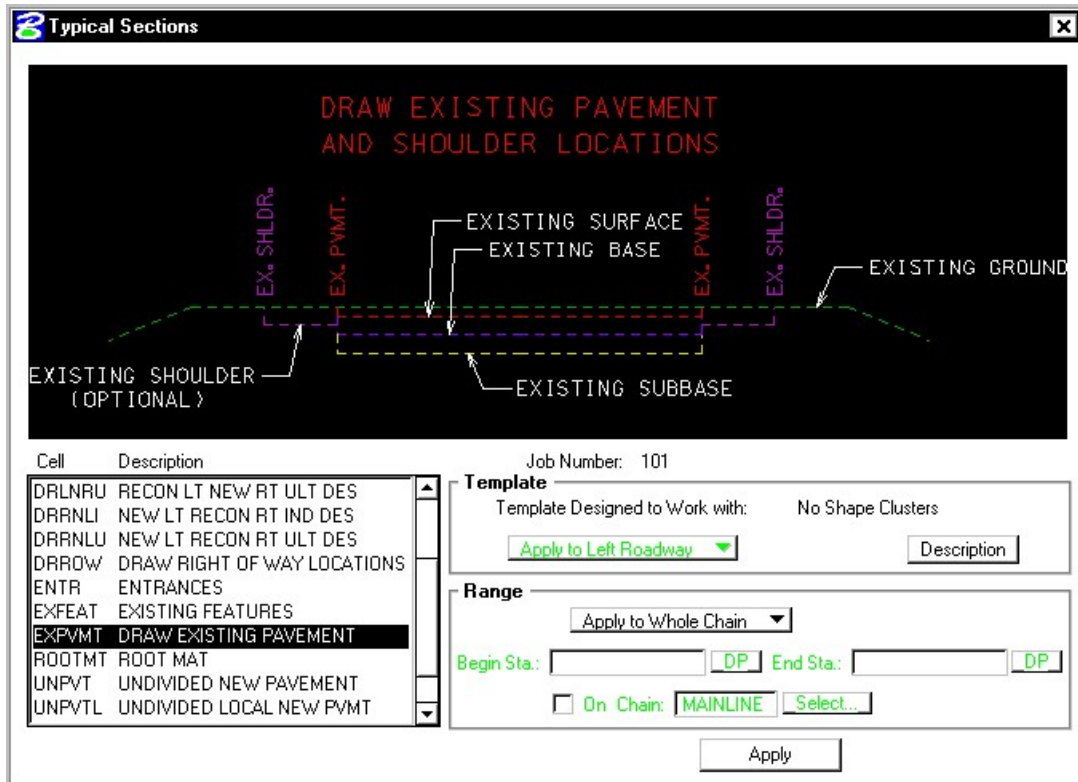 Typical Sections
DRAW EXISTING PAVEMENT
AND SHOULDER LOCATIONS
EX. SHLDR.
EX. PVMT.
EXISTING SURFACE
EXISTING BASE
EX. PVMT.
EX. SHLDR.
EXISTING GROUND
EXISTING SHOULDER
(OPTIONAL)
EXISTING SUBBASE
Cell Description
DRLNRU RECON LT NEW RT ULT DES
DRRNLI NEW LT RECON RT IND DES
DRRNLU NEW LT RECON RT ULT DES
DRROW DRAW RIGHT OF WAY LOCATIONS
ENTR ENTRANCES
EXFEAT EXISTING FEATURES
EXPVMT DRAW EXISTING PAVEMENT
ROOTMT ROOT MAT
UNPVT UNDIVIDED NEW PAVEMENT
UNPVTL UNDIVIDED LOCAL NEW PVMT
Job Number: 101
Template
Template Designed to Work with: No Shape Clusters
Apply to Left Roadway Description
Range
Apply to Whole Chain
Begin Sta.: DP End Sta.: DP
On Chain: MAINLINE Select...
Apply